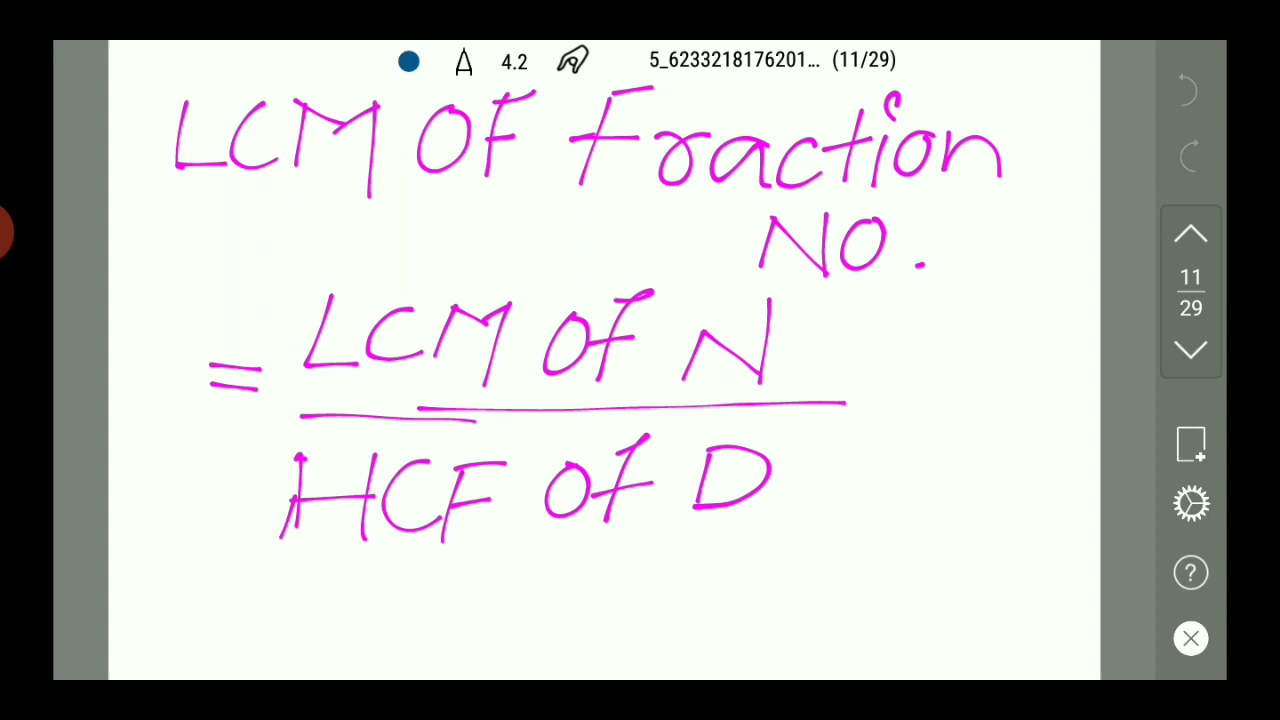 4.2 5_6233218176201... (11/29)
LCM OF Fraction
NO.
= LCM Of N
HCF Of D
11
29
?